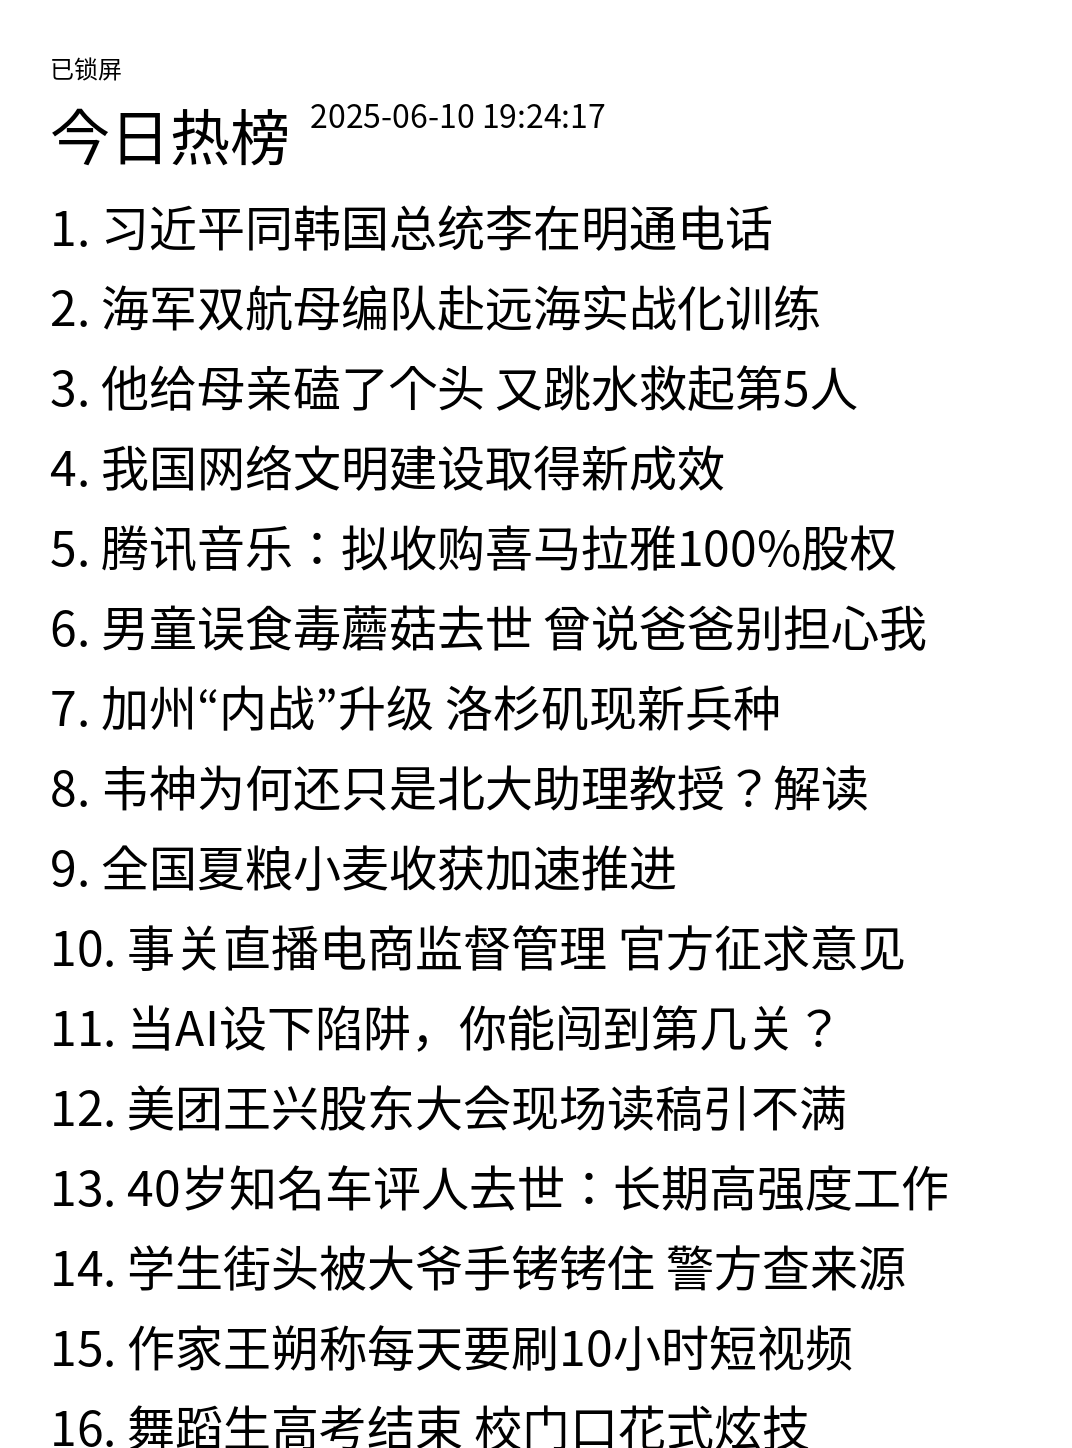 已锁屏
今日热榜 2025-06-10 19:24:17
1. 习近平同韩国总统李在明通电话
2. 海军双航母编队赴远海实战化训练
3. 他给母亲磕了个头 又跳水救起第5人
4. 我国网络文明建设取得新成效
5. 腾讯音乐：拟收购喜马拉雅100%股权
6. 男童误食毒蘑菇去世 曾说爸爸别担心我
7. 加州“内战”升级 洛杉矶现新兵种
8. 韦神为何还只是北大助理教授？解读
9. 全国夏粮小麦收获加速推进
10. 事关直播电商监督管理 官方征求意见
11. 当AI设下陷阱，你能闯到第几关？
12. 美团王兴股东大会现场读稿引不满
13. 40岁知名车评人去世：长期高强度工作
14. 学生街头被大爷手铐铐住 警方查来源
15. 作家王朔称每天要刷10小时短视频
16. 舞蹈生高考结束 校门口花式炫技